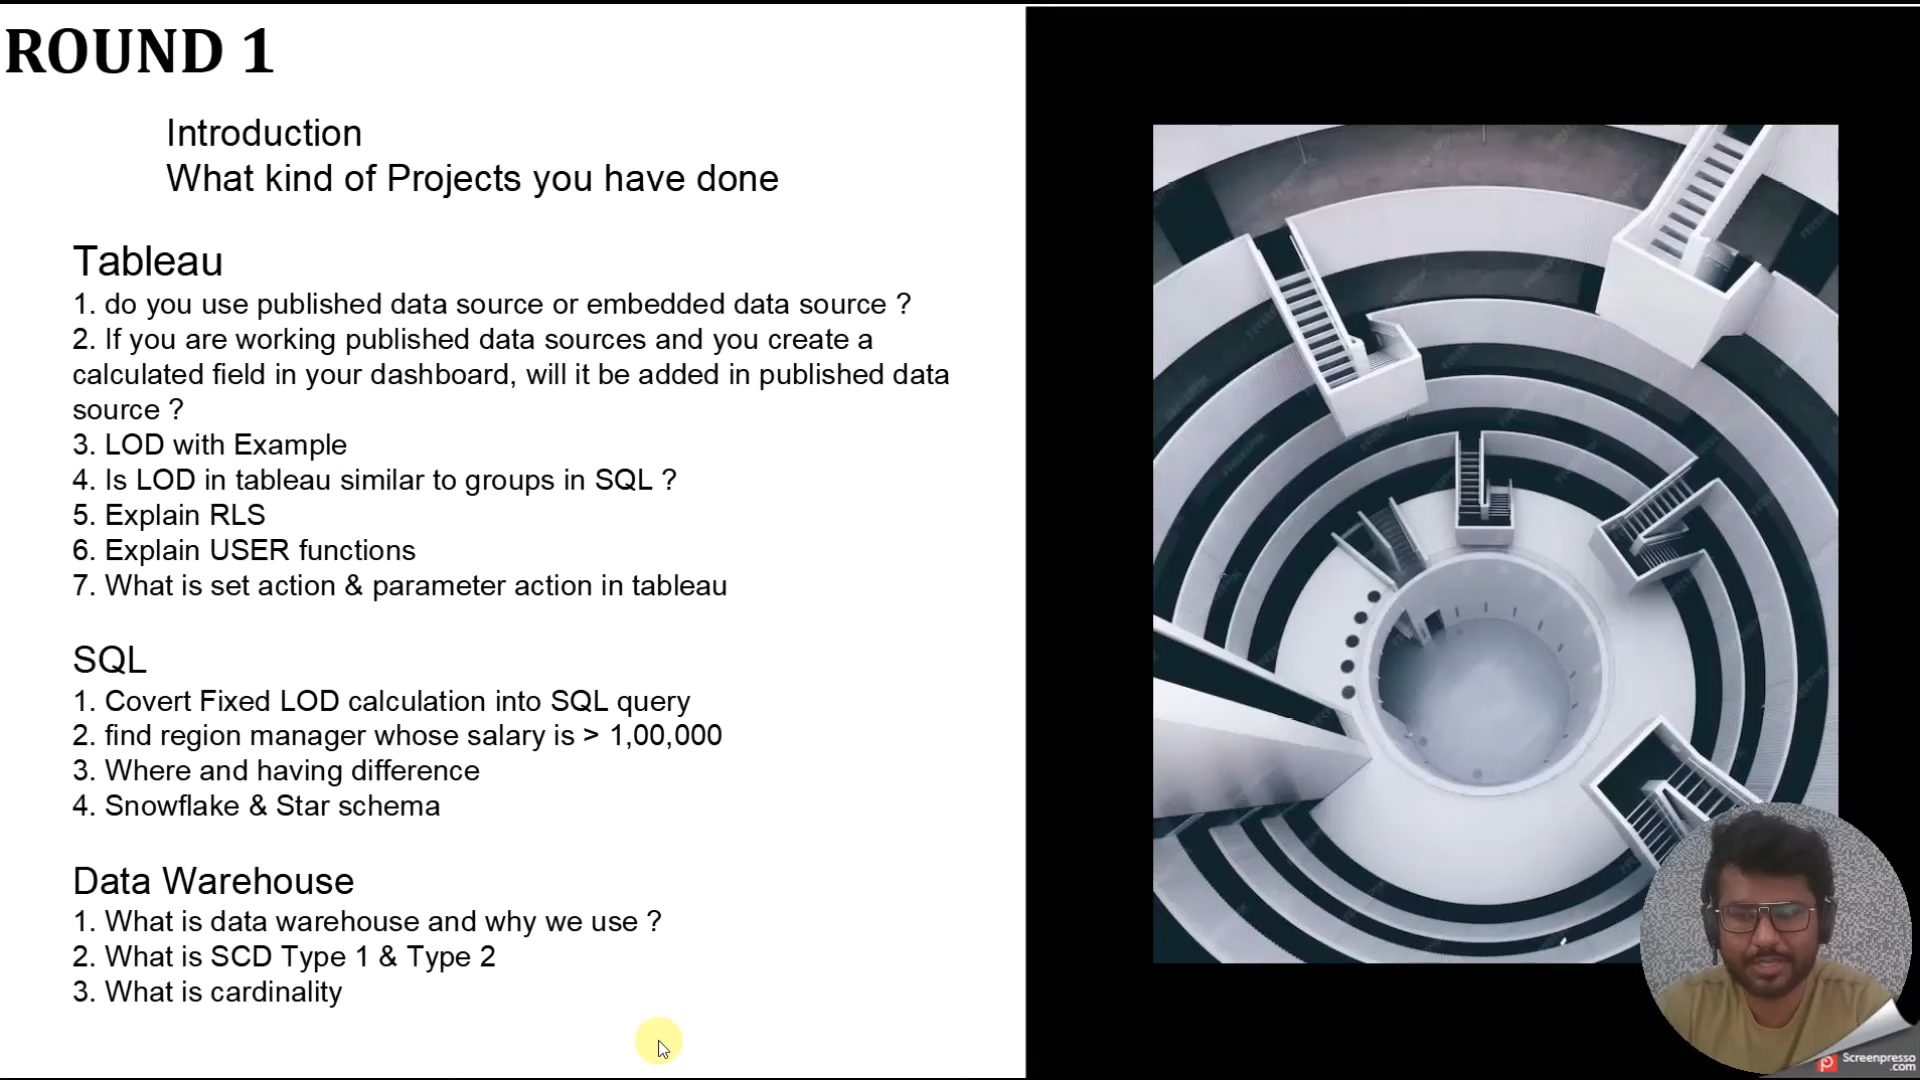 ROUND 1
Introduction
What kind of Projects you have done
Tableau
1. do you use published data source or embedded data source ?
2. If you are working published data sources and you create a
calculated field in your dashboard, will it be added in published data
source ?
3. LOD with Example
4. Is LOD in tableau similar to groups in SQL ?
5. Explain RLS
6. Explain USER functions
7. What is set action & parameter action in tableau
SQL
1. Covert Fixed LOD calculation into SQL query
2. find region manager whose salary is > 1,00,000
3. Where and having difference
4. Snowflake & Star schema
Data Warehouse
1. What is data warehouse and why we use ?
2. What is SCD Type 1 & Type 2
3. What is cardinality
Screenpresso
.com